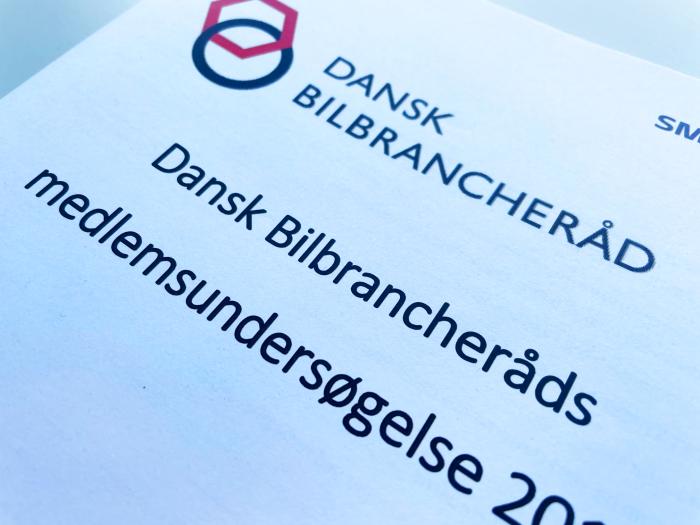 DANSK
BILBRANCHERÅD
Dansk Bilbrancheråds
medlemsundersøgelse